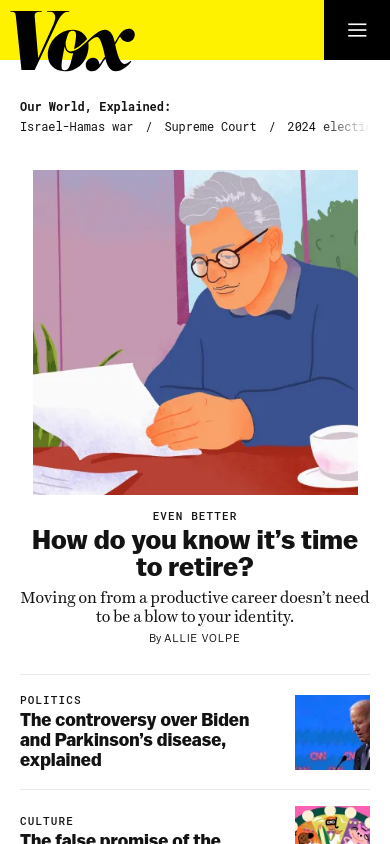 Vox
Our World, Explained:
Israel-Hamas war / Supreme Court / 2024 electi
EVEN BETTER
How do you know it’s time
to retire?
Moving on from a productive career doesn’t need
to be a blow to your identity.
By ALLIE VOLPE
POLITICS
The controversy over Biden
and Parkinson’s disease,
explained
CNN
CULTURE
The false promise of the